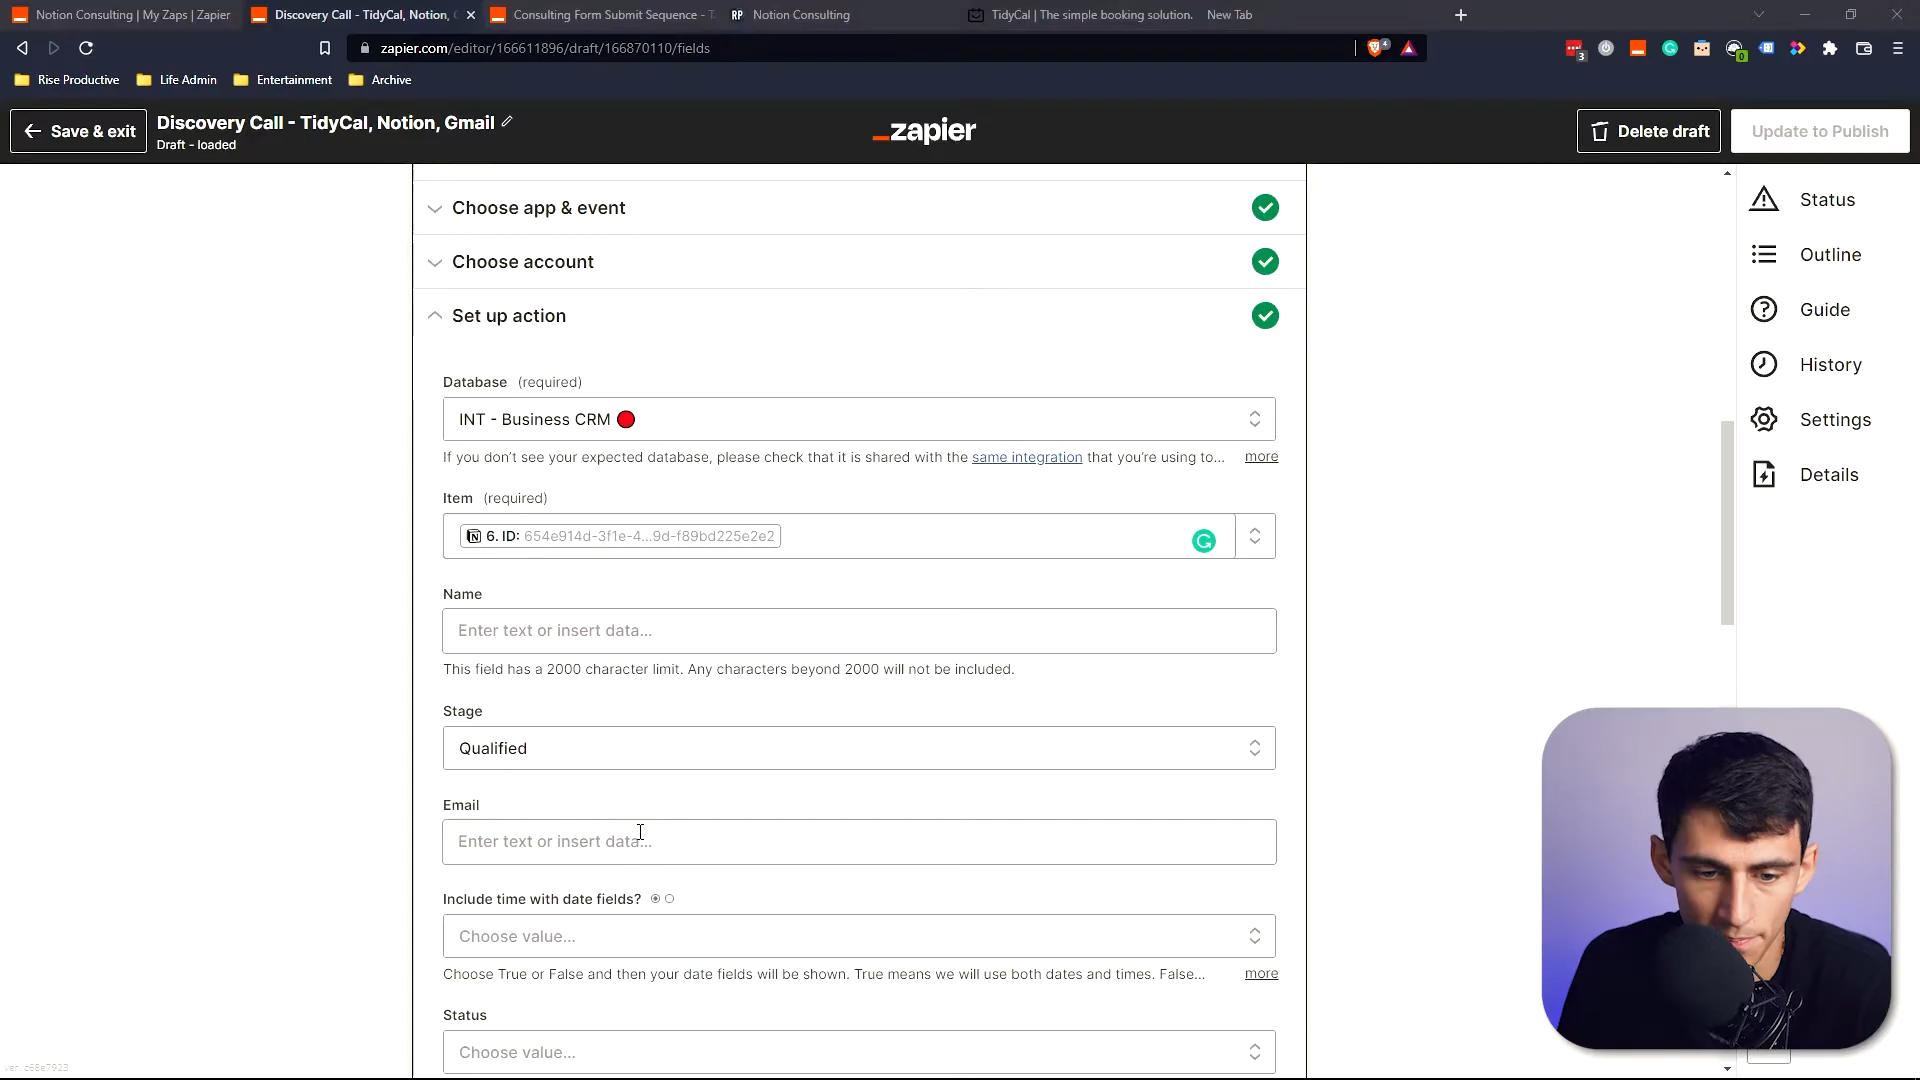 Notion Consulting | My Zaps | Zapier
Discovery Call - TidyCal, Notion,
Consulting Form Submit Sequence -
RP Notion Consulting
TidyCal | The simple booking solution.
New Tab
zapier.com/editor/166611896/draft/166870110/fields
4
3
0
Rise Productive
Life Admin
Entertainment
Archive
Save & exit
Discovery Call - TidyCal, Notion, Gmail
Draft - loaded
_zapier
Delete draft
Update to Publish
Choose app & event
Choose account
Set up action
Database (required)
INT - Business CRM
If you don't see your expected database, please check that it is shared with the same integration that you're using to... more
Item (required)
6. ID: 654e914d-3f1e-4...9d-f89bd225e2e2
Name
Enter text or insert data...
This field has a 2000 character limit. Any characters beyond 2000 will not be included.
Stage
Qualified
Email
Enter text or insert data...
Include time with date fields?
Choose value...
Choose True or False and then your date fields will be shown. True means we will use both dates and times. False... more
Status
Choose value...
Status
Outline
Guide
History
Settings
Details
ver. c68e7923